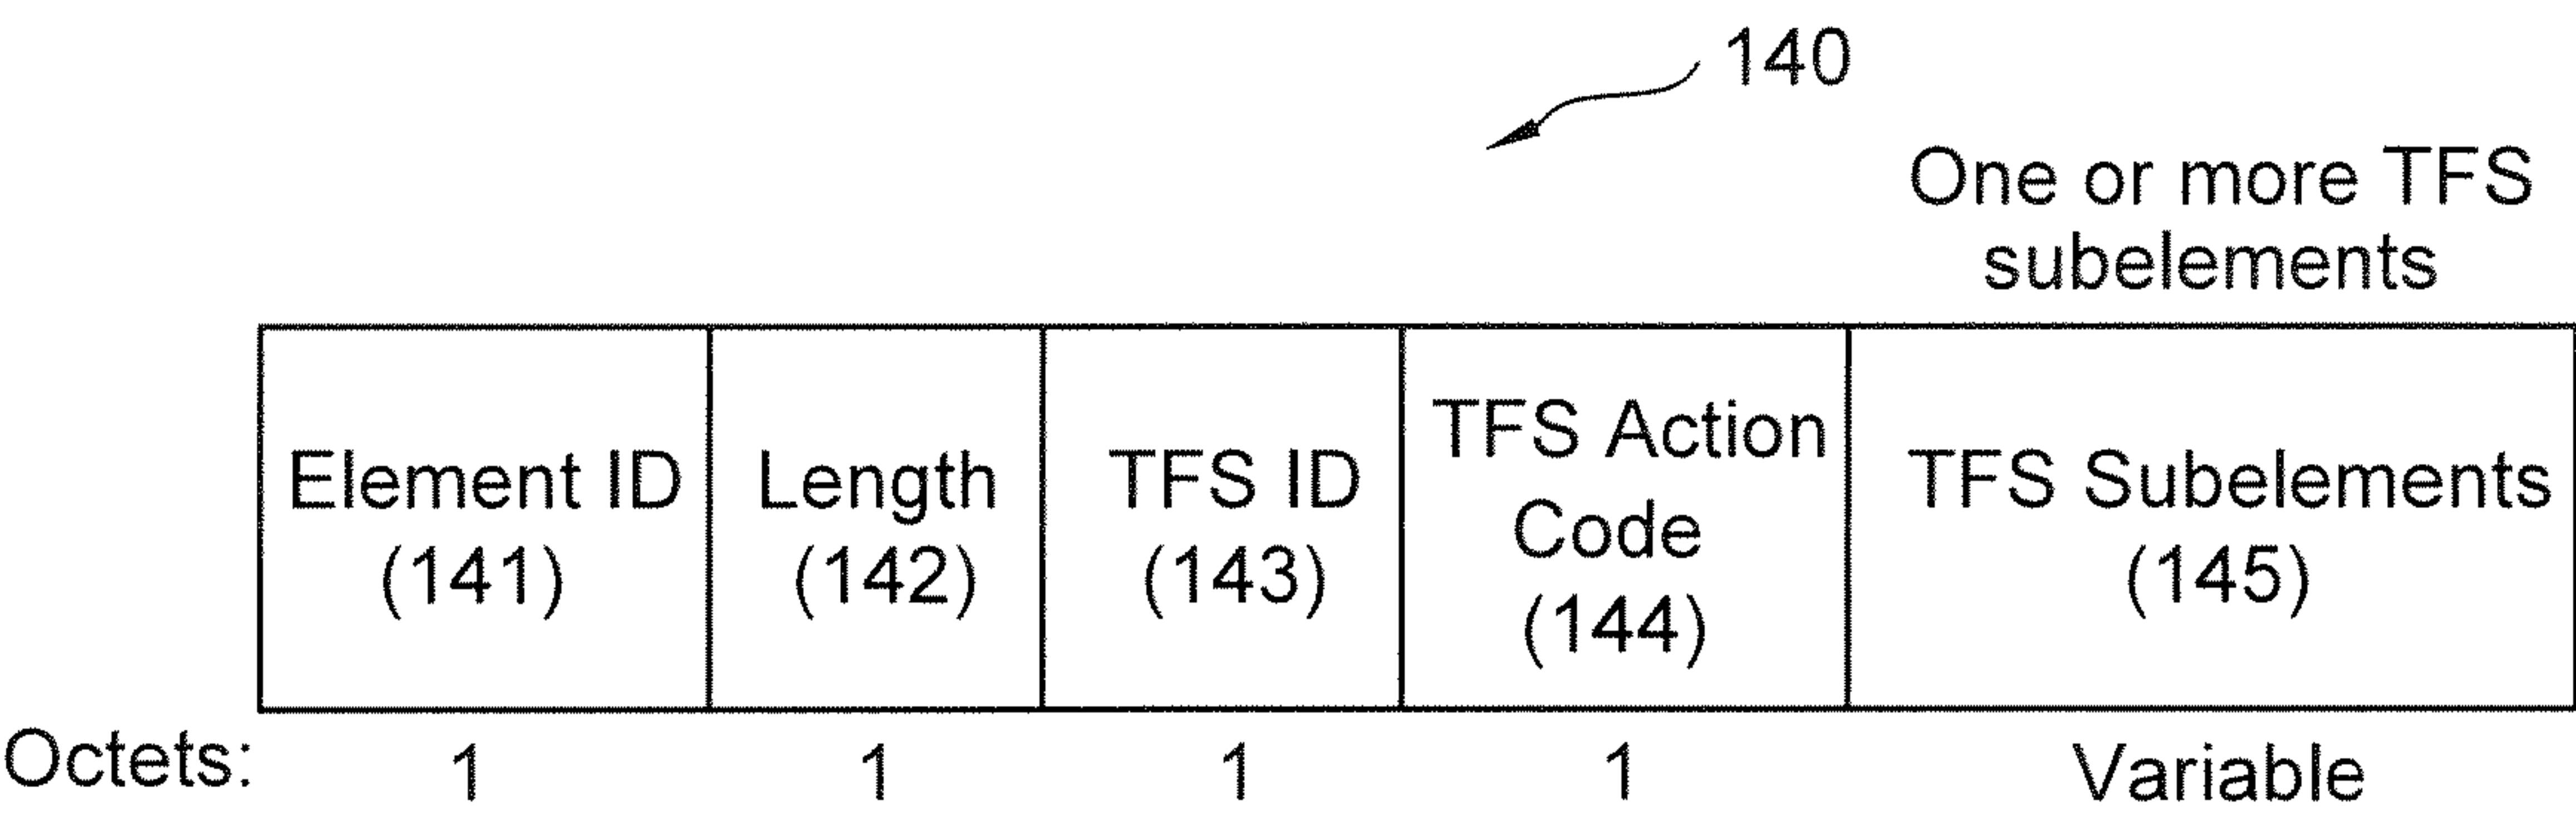 140
One or more TFS
subelements
Element ID
(141)
Length
(142)
TFS ID
(143)
TFS Action
Code
(144)
TFS Subelements
(145)
Octets:
1
1
1
1
Variable